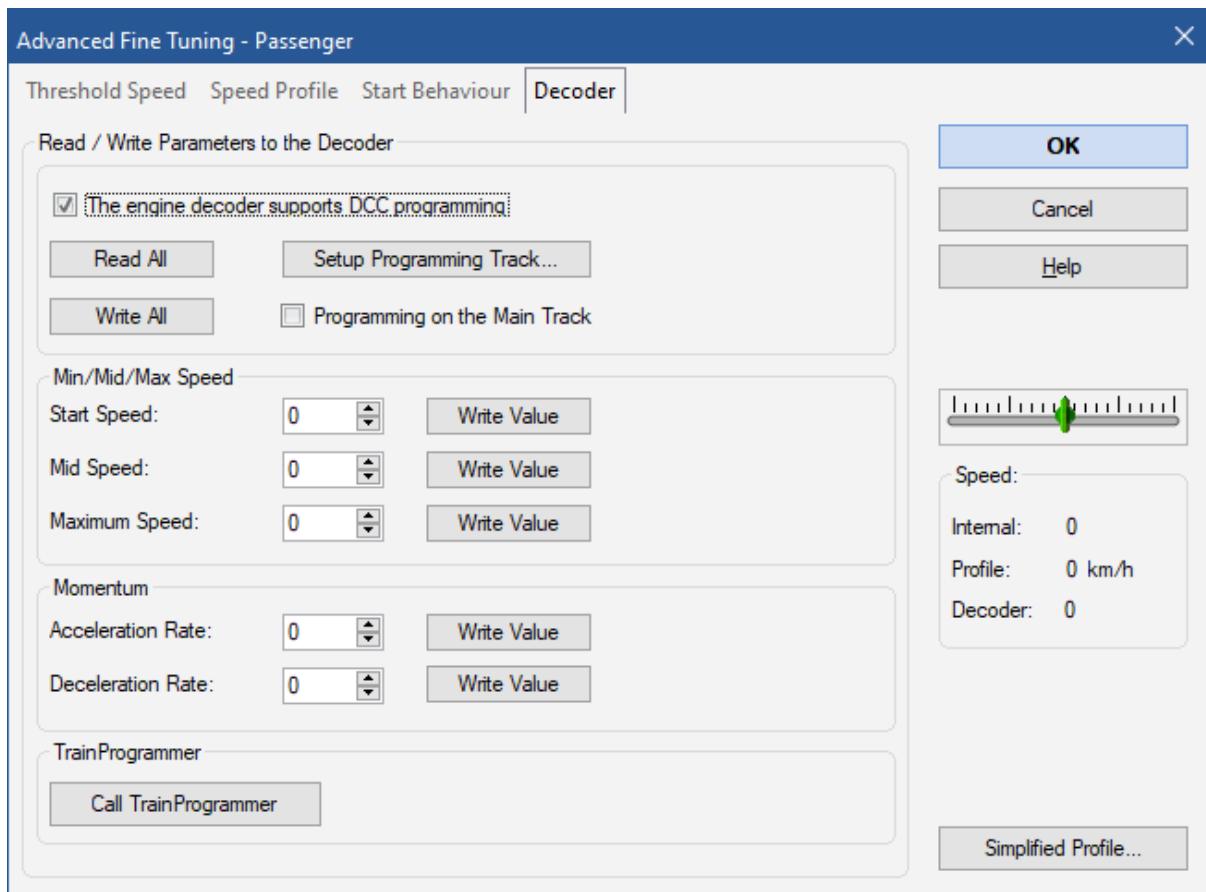 Advanced Fine Tuning - Passenger
Threshold Speed Speed Profile Start Behaviour Decoder
Read / Write Parameters to the Decoder
The engine decoder supports DCC programming
Read All Setup Programming Track...
Write All Programming on the Main Track
Min/Mid/Max Speed
Start Speed: 0 Write Value
Mid Speed: 0 Write Value
Maximum Speed: 0 Write Value
Momentum
Acceleration Rate: 0 Write Value
Deceleration Rate: 0 Write Value
TrainProgrammer
Call TrainProgrammer
OK
Cancel
Help
Speed:
Internal: 0
Profile: 0 km/h
Decoder: 0
Simplified Profile...